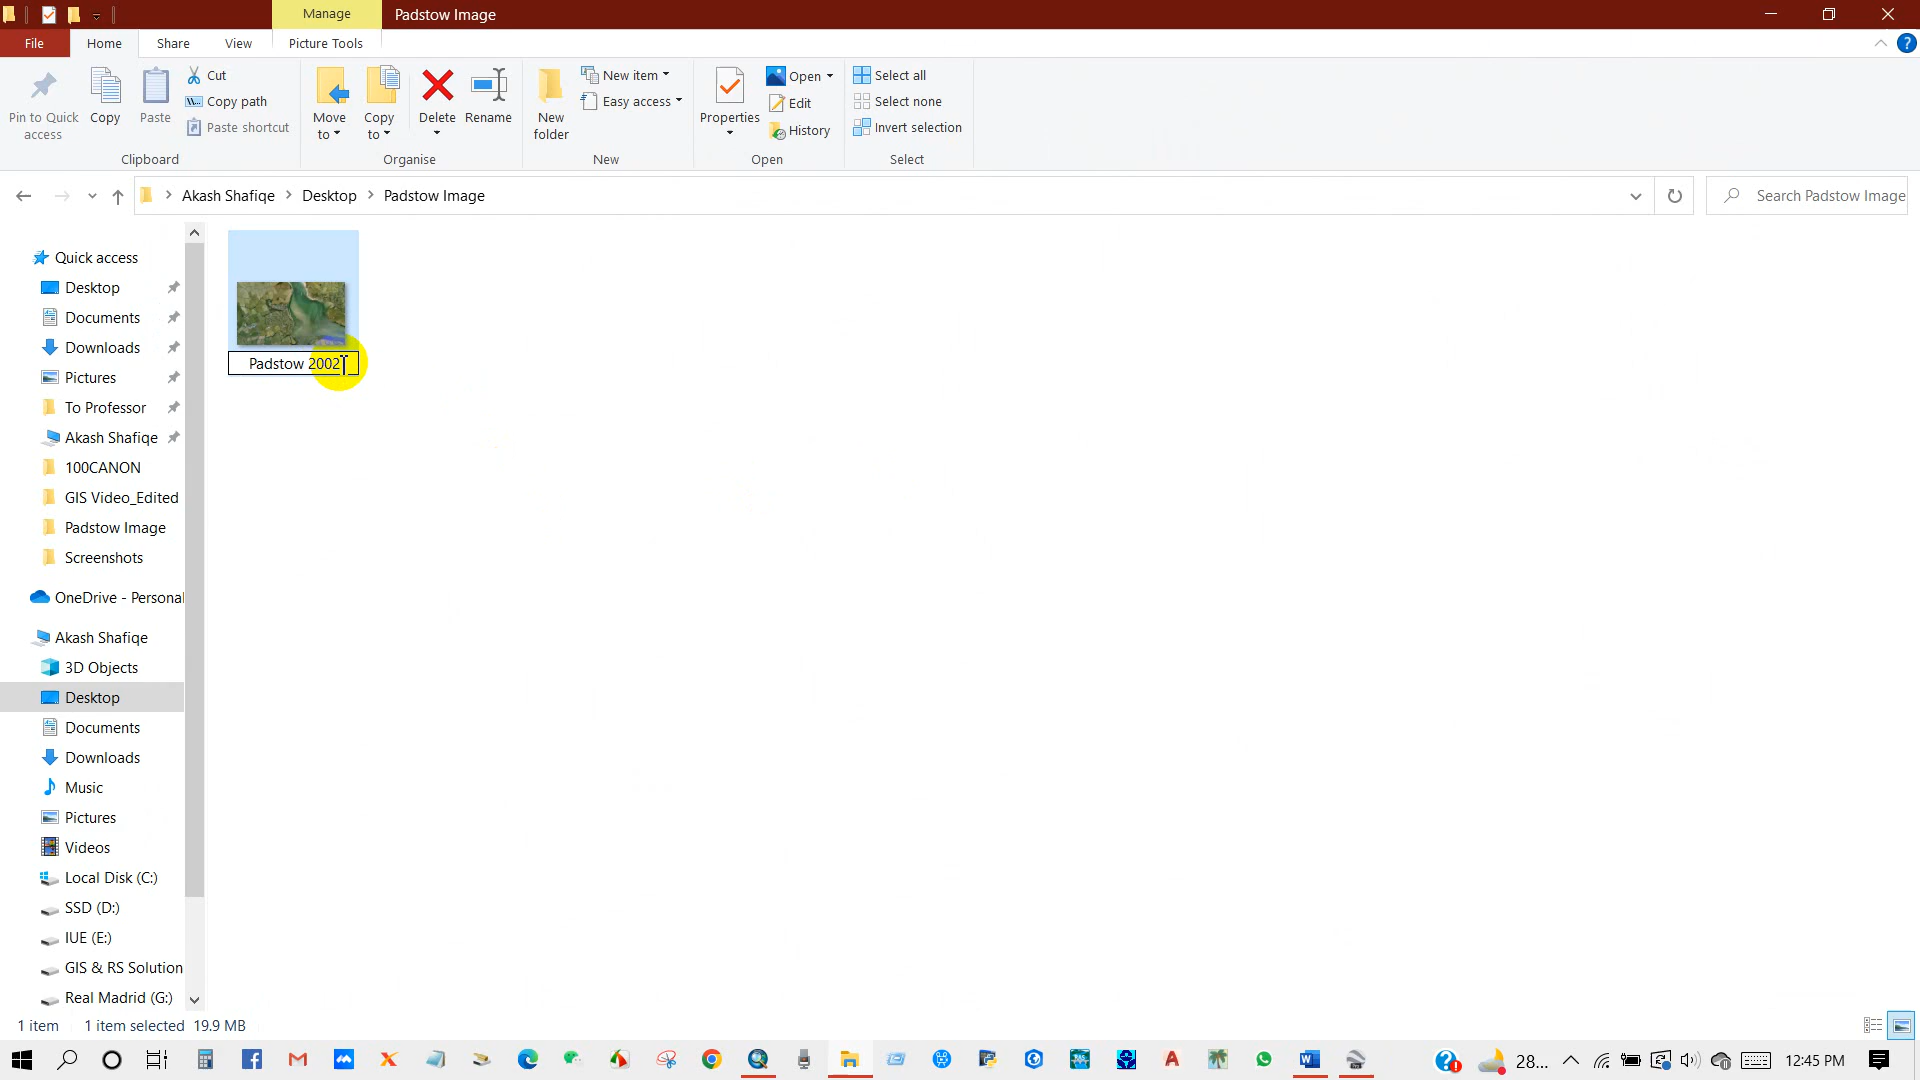 Manage
Padstow Image
File
Home
Share
View
Picture Tools
Pin to Quick access
Copy
Paste
Cut
Copy path
Paste shortcut
Clipboard
Move to
Copy to
Delete
Rename
Organise
New folder
New item
Easy access
New
Properties
Open
Edit
History
Open
Select all
Select none
Invert selection
Select
Akash Shafiqe
Desktop
Padstow Image
Search Padstow Image
Quick access
Desktop
Documents
Downloads
Pictures
To Professor
Akash Shafiqe
100CANON
GIS Video_Edited
Padstow Image
Screenshots
OneDrive - Personal
Akash Shafiqe
3D Objects
Desktop
Documents
Downloads
Music
Pictures
Videos
Local Disk (C:)
SSD (D:)
IUE (E:)
GIS & RS Solution
Real Madrid (G:)
Padstow 2002
1 item
1 item selected
19.9 MB
28...
12:45 PM